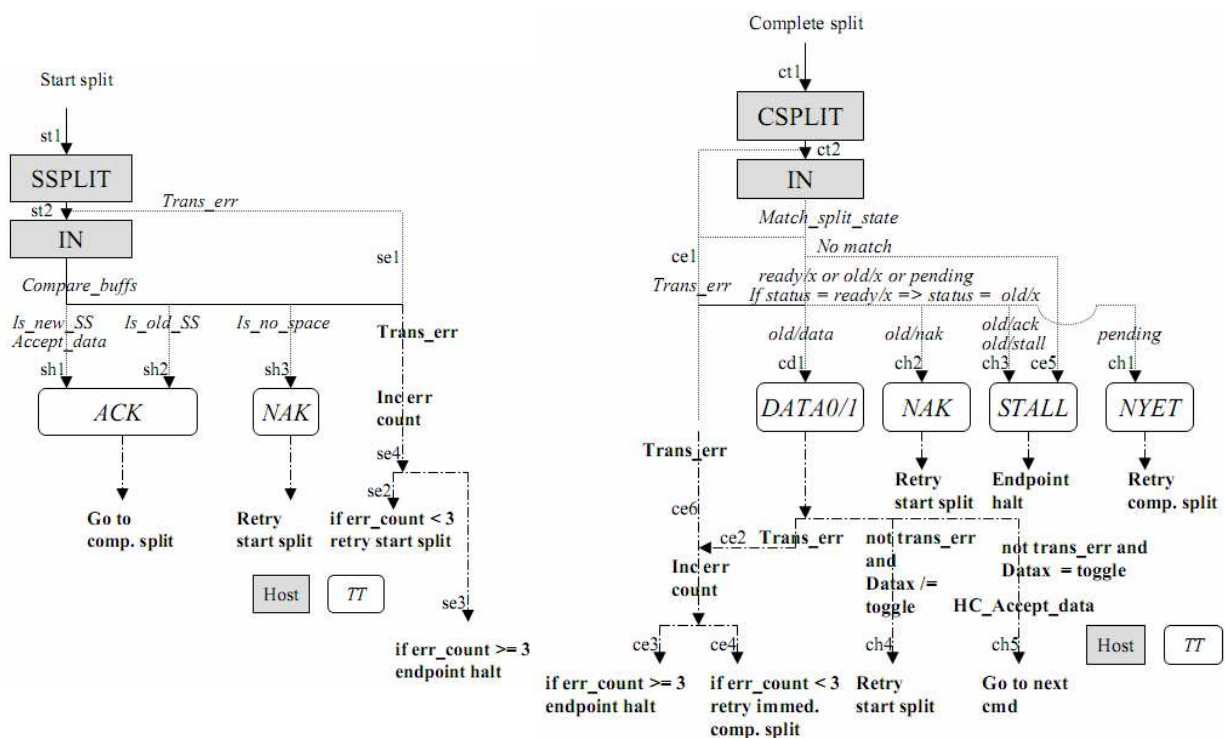 Start split
st1
SSPLIT
st2
Trans_err
IN
se1
Compare_buffs
Is_new_SS
Accept_data
Is_old_SS
Is_no_space
Trans_err
sh1
sh2
sh3
ACK
NAK
Inc err
count
se4
se2
Go to
comp. split
Retry
start split
if err_count < 3
retry start split
Host
TT
se3
if err_count >= 3
endpoint halt
Complete split
ct1
CSPLIT
ct2
IN
Match_split_state
No match
ce1
Trans_err
ready/x or old/x or pending
If status = ready/x => status = old/x
old/data
old/nak
old/ack
old/stall
pending
cd1
ch2
ch3
ce5
ch1
DATA0/1
NAK
STALL
NYET
Trans_err
Retry
start split
Endpoint
halt
Retry
comp. split
ce6
ce2
Trans_err
not trans_err
and
Datax /=
toggle
not trans_err and
Datax = toggle
Inc err
count
HC_Accept_data
ce3
ce4
ch4
ch5
Host
TT
if err_count >= 3
endpoint halt
if err_count < 3
retry immed.
comp. split
Retry
start split
Go to next
cmd